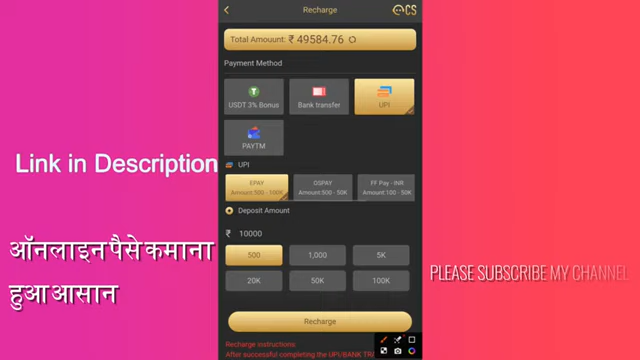 Recharge
CS
Total Amouunt: ₹ 49584.76
Payment Method
USDT 3% Bonus
Bank transfer
UPI
PAYTM
UPI
EPAY
Amount:500 - 100K
OSPAY
Amount:500 - 50K
FF Pay - INR
Amount:100 - 50K
Deposit Amount
₹ 10000
500
1,000
5K
20K
50K
100K
Recharge
Recharge instructions:
After successful completing the UPI/BANK
Link in Description
ऑनलाइन पैसे कमाना
हुआ आसान
PLEASE SUBSCRIBE MY CHANNEL